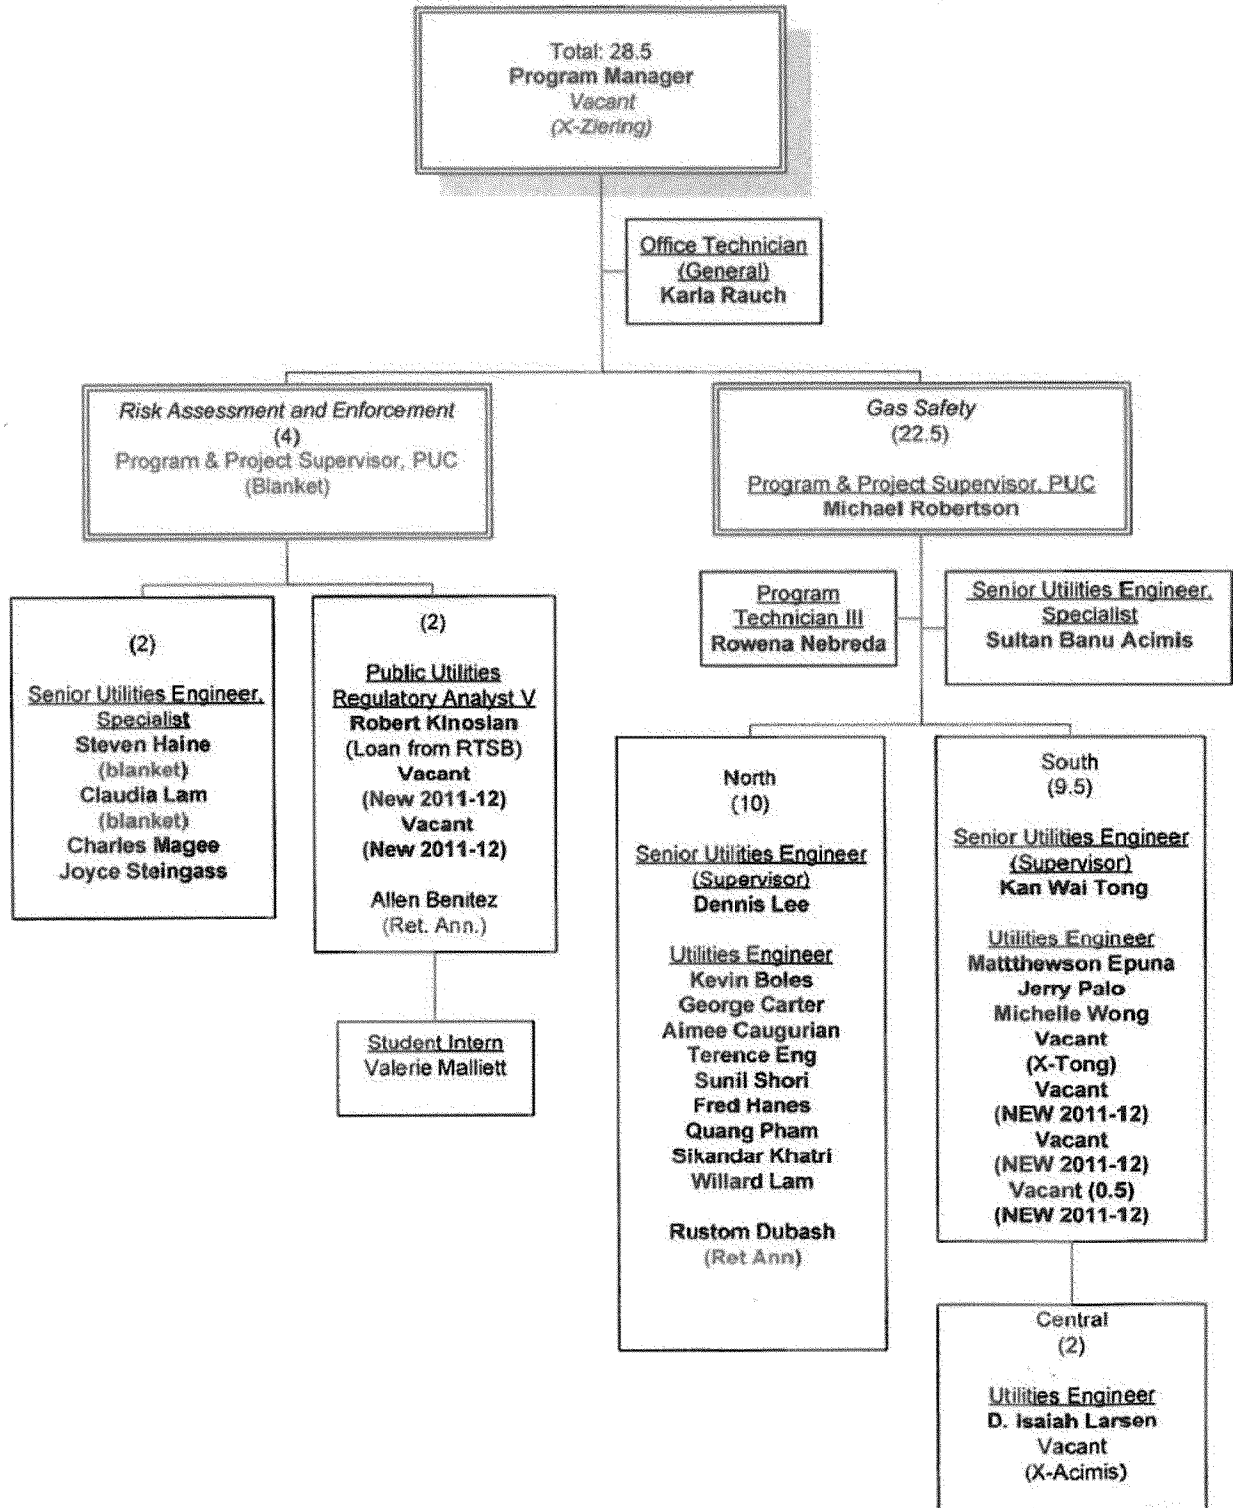 Total: 28.5
Program Manager
Vacant
(X-Ziering)
Office Technician
(General)
Karla Rauch
Risk Assessment and Enforcement
(4)
Program & Project Supervisor, PUC
(Blanket)
Gas Safety
(22.5)
Program & Project Supervisor, PUC
Michael Robertson
(2)
Senior Utilities Engineer,
Specialist
Steven Haine
(blanket)
Claudia Lam
(blanket)
Charles Magee
Joyce Steingass
(2)
Public Utilities
Regulatory Analyst V
Robert Kinosian
(Loan from RTSB)
Vacant
(New 2011-12)
Vacant
(New 2011-12)
Allen Benitez
(Ret. Ann.)
Student Intern
Valerie Malliett
Program
Technician III
Rowena Nebreda
Senior Utilities Engineer,
Specialist
Sultan Banu Acimis
North
(10)
Senior Utilities Engineer
(Supervisor)
Dennis Lee
Utilities Engineer
Kevin Boles
George Carter
Aimee Caugurian
Terence Eng
Sunil Shori
Fred Hanes
Quang Pham
Sikandar Khatri
Willard Lam
Rustom Dubash
(Ret Ann)
South
(9.5)
Senior Utilities Engineer
(Supervisor)
Kan Wai Tong
Utilities Engineer
Mattthewson Epuna
Jerry Palo
Michelle Wong
Vacant
(X-Tong)
Vacant
(NEW 2011-12)
Vacant
(NEW 2011-12)
Vacant (0.5)
(NEW 2011-12)
Central
(2)
Utilities Engineer
D. Isaiah Larsen
Vacant
(X-Acimis)